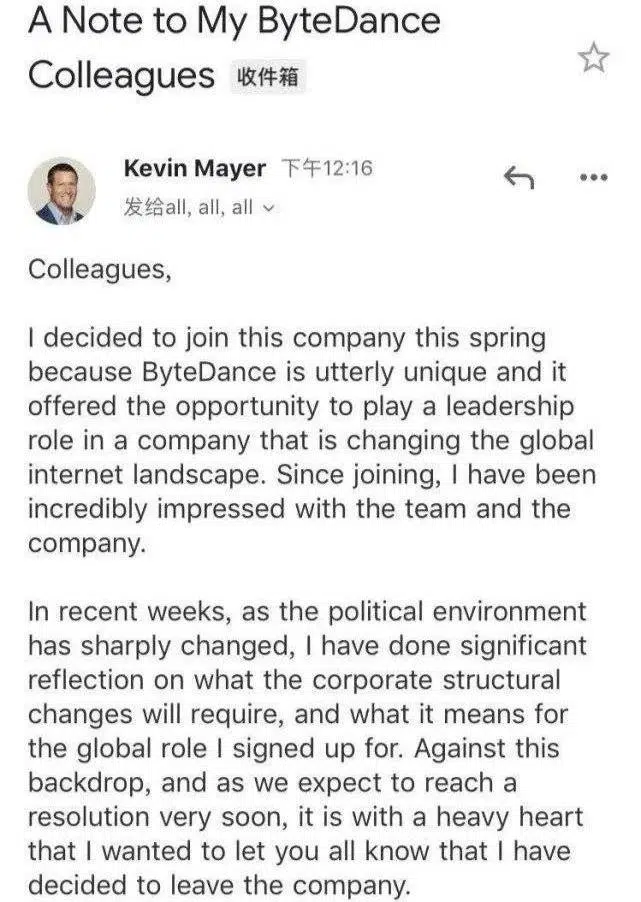 A Note to My ByteDance
Colleagues 收件箱
Kevin Mayer 下午12:16
发给all, all, all
Colleagues,
I decided to join this company this spring
because ByteDance is utterly unique and it
offered the opportunity to play a leadership
role in a company that is changing the global
internet landscape. Since joining, I have been
incredibly impressed with the team and the
company.
In recent weeks, as the political environment
has sharply changed, I have done significant
reflection on what the corporate structural
changes will require, and what it means for
the global role I signed up for. Against this
backdrop, and as we expect to reach a
resolution very soon, it is with a heavy heart
that I wanted to let you all know that I have
decided to leave the company.